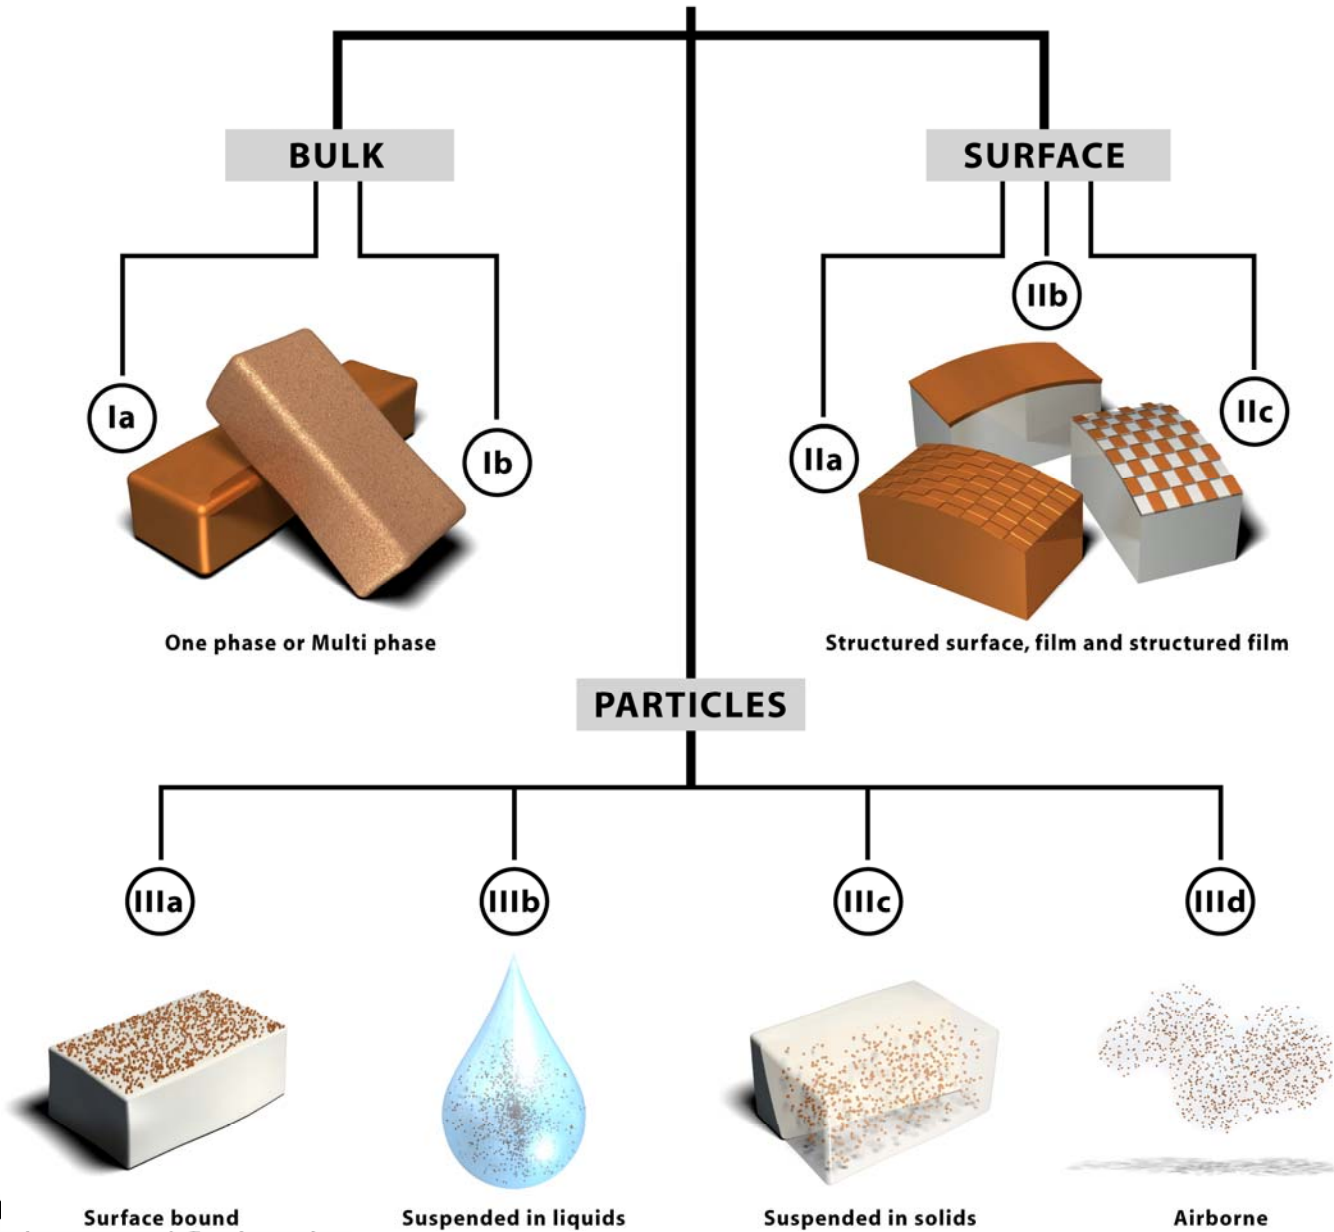 BULK
SURFACE
IIb
Ia
Ib
IIa
IIc
One phase or Multi phase
Structured surface, film and structured film
PARTICLES
IIIa
IIIb
IIIc
IIId
Surface bound
Suspended in liquids
Suspended in solids
Airborne